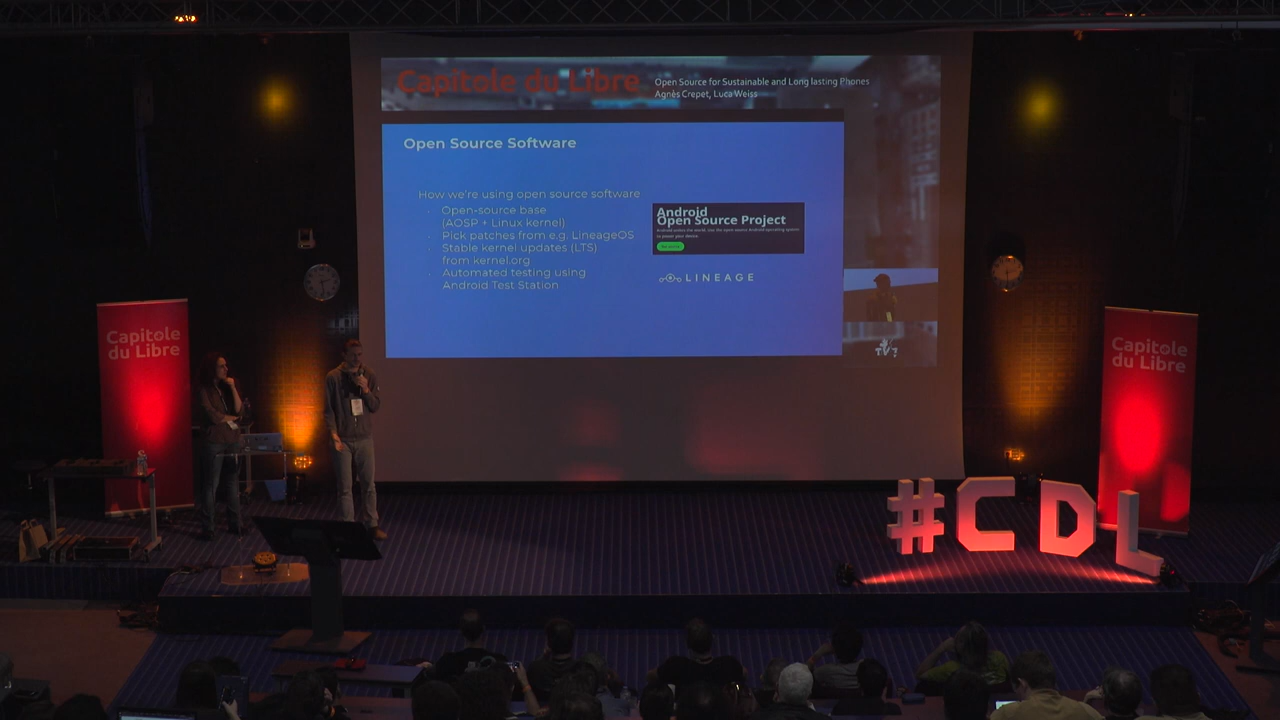 Capitole du Libre
Open Source for Sustainable and Long lasting Phones
Agnès Crepet, Luca Weiss
Open Source Software
How we're using open source software
Open-source base
(AOSP + Linux kernel)
Pick patches from e.g. LineageOS
Stable kernel updates (LTS)
from kernel.org
Automated testing using
Android Test Station
Android
Open Source Project
LINEAGE
Capitole
du Libre
Capitole
du Libre
#CDL